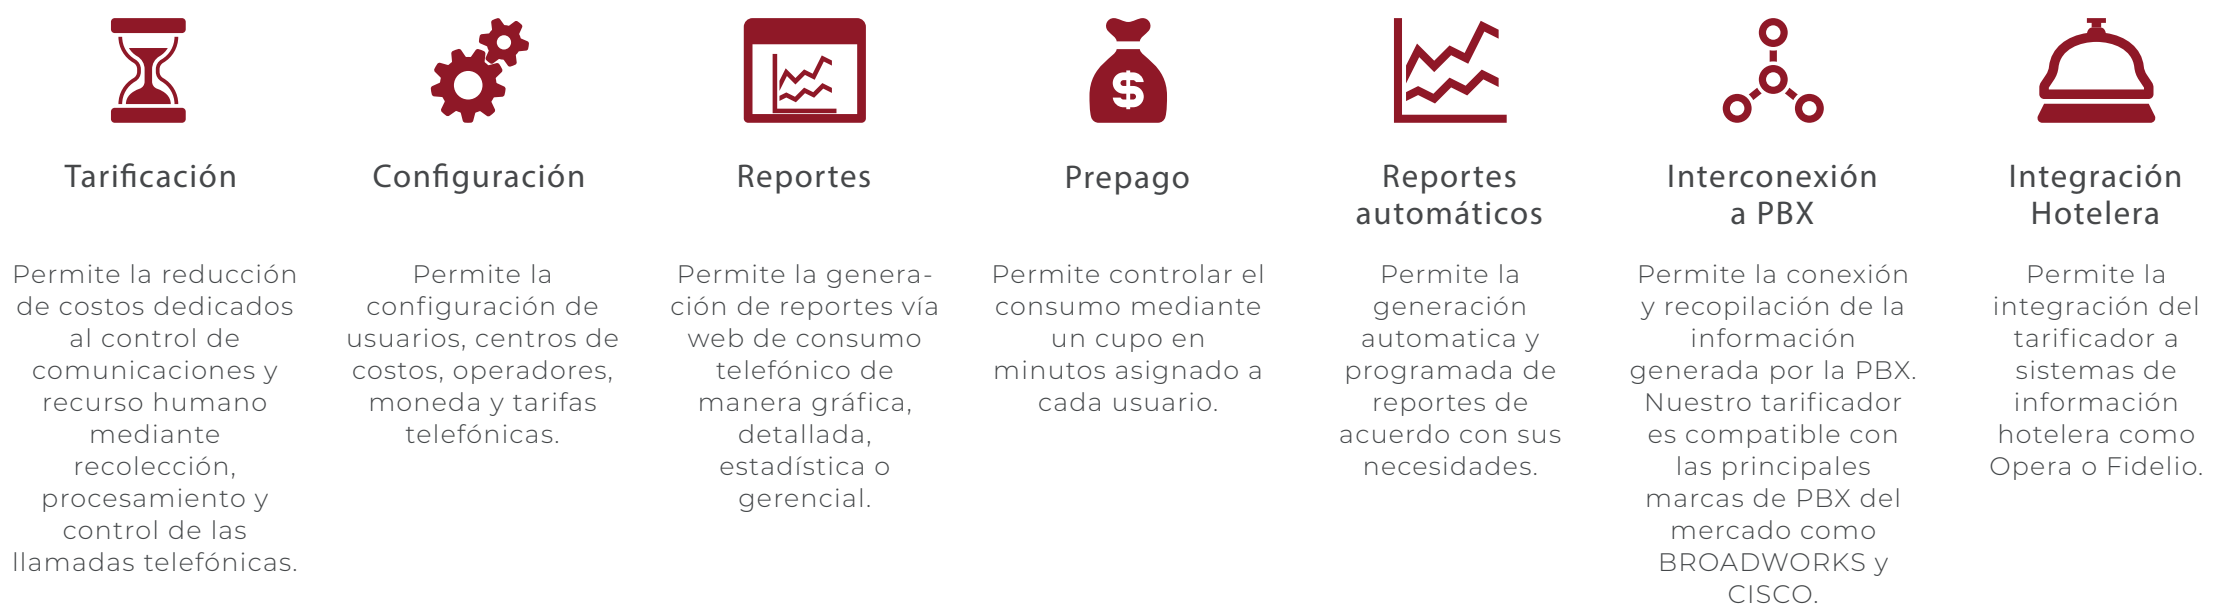 Tarificación
Permite la reducción
de costos dedicados
al control de
comunicaciones y
recurso humano
mediante
recolección,
procesamiento y
control de las
llamadas telefónicas.
Configuración
Permite la
configuración de
usuarios, centros de
costos, operadores,
moneda y tarifas
telefónicas.
Reportes
Permite la genera-
ción de reportes vía
web de consumo
telefónico de
manera gráfica,
detallada,
estadística o
gerencial.
Prepago
Permite controlar el
consumo mediante
un cupo en
minutos asignado a
cada usuario.
Reportes
automáticos
Permite la
generación
automatica y
programada de
reportes de
acuerdo con sus
necesidades.
Interconexión
a PBX
Permite la conexión
y recopilación de la
información
generada por la PBX.
Nuestro tarificador
es compatible con
las principales
marcas de PBX del
mercado como
BROADWORKS y
CISCO.
Integración
Hotelera
Permite la
integración del
tarificador a
sistemas de
información
hotelera como
Opera o Fidelio.